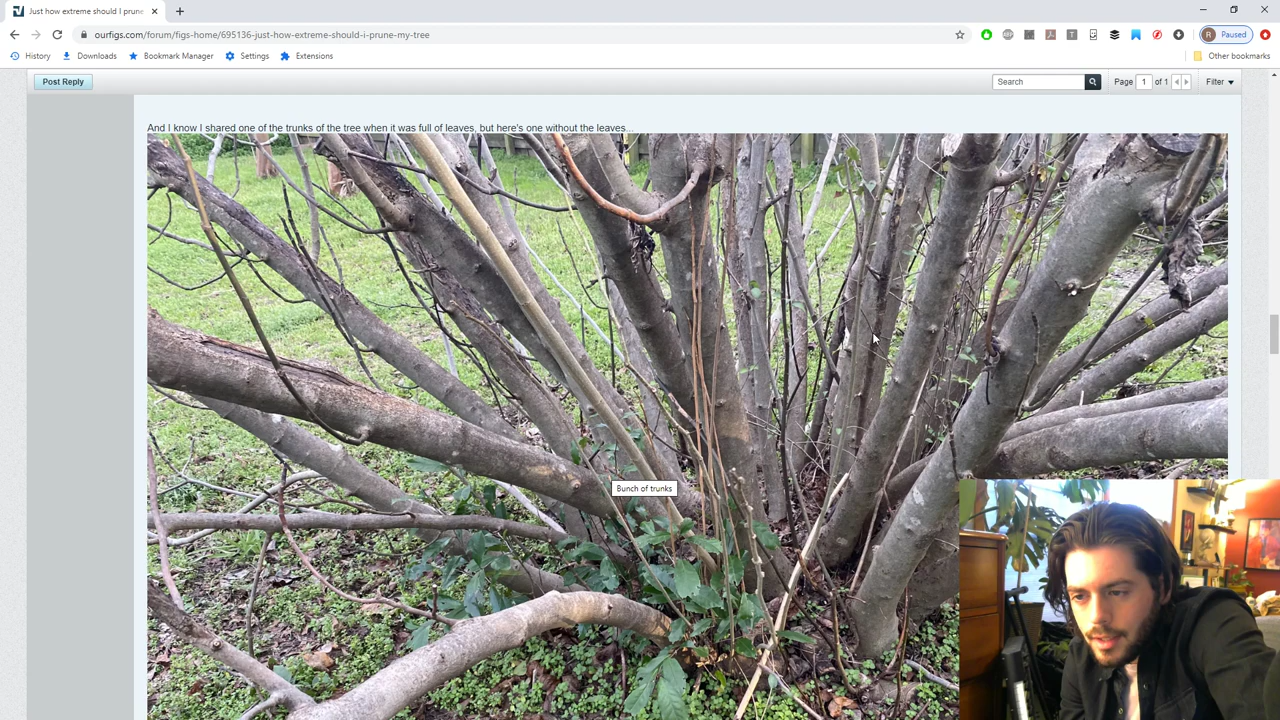 Just how extreme should I prune
ourfigs.com/forum/figs-home/695136-just-how-extreme-should-i-prune-my-tree
Paused
History
Downloads
Bookmark Manager
Settings
Extensions
Other bookmarks
Post Reply
Search
Page 1 of 1
Filter
And I know I shared one of the trunks of the tree when it was full of leaves, but here's one without the leaves...
Bunch of trunks